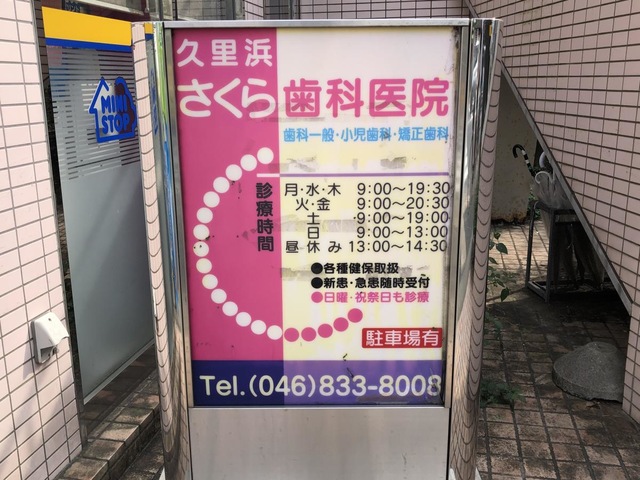 久里浜
さくら歯科医院
歯科一般・小児歯科・矯正歯科
診療時間
月・水・木 9:00～19:30
火・金 9:00～20:30
土 9:00～19:00
日 9:00～13:00
昼休み 13:00～14:30
●各種健保取扱
●新患・急患随時受付
●日曜・祝祭日も診療
駐車場有
Tel.(046)833-8008
MINI
STOP